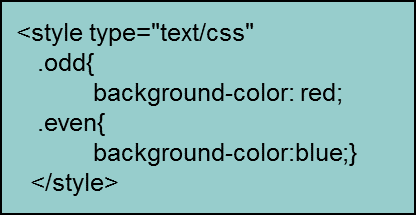 <style type="text/css"
.odd{
background-color: red;
.even{
background-color:blue;}
</style>